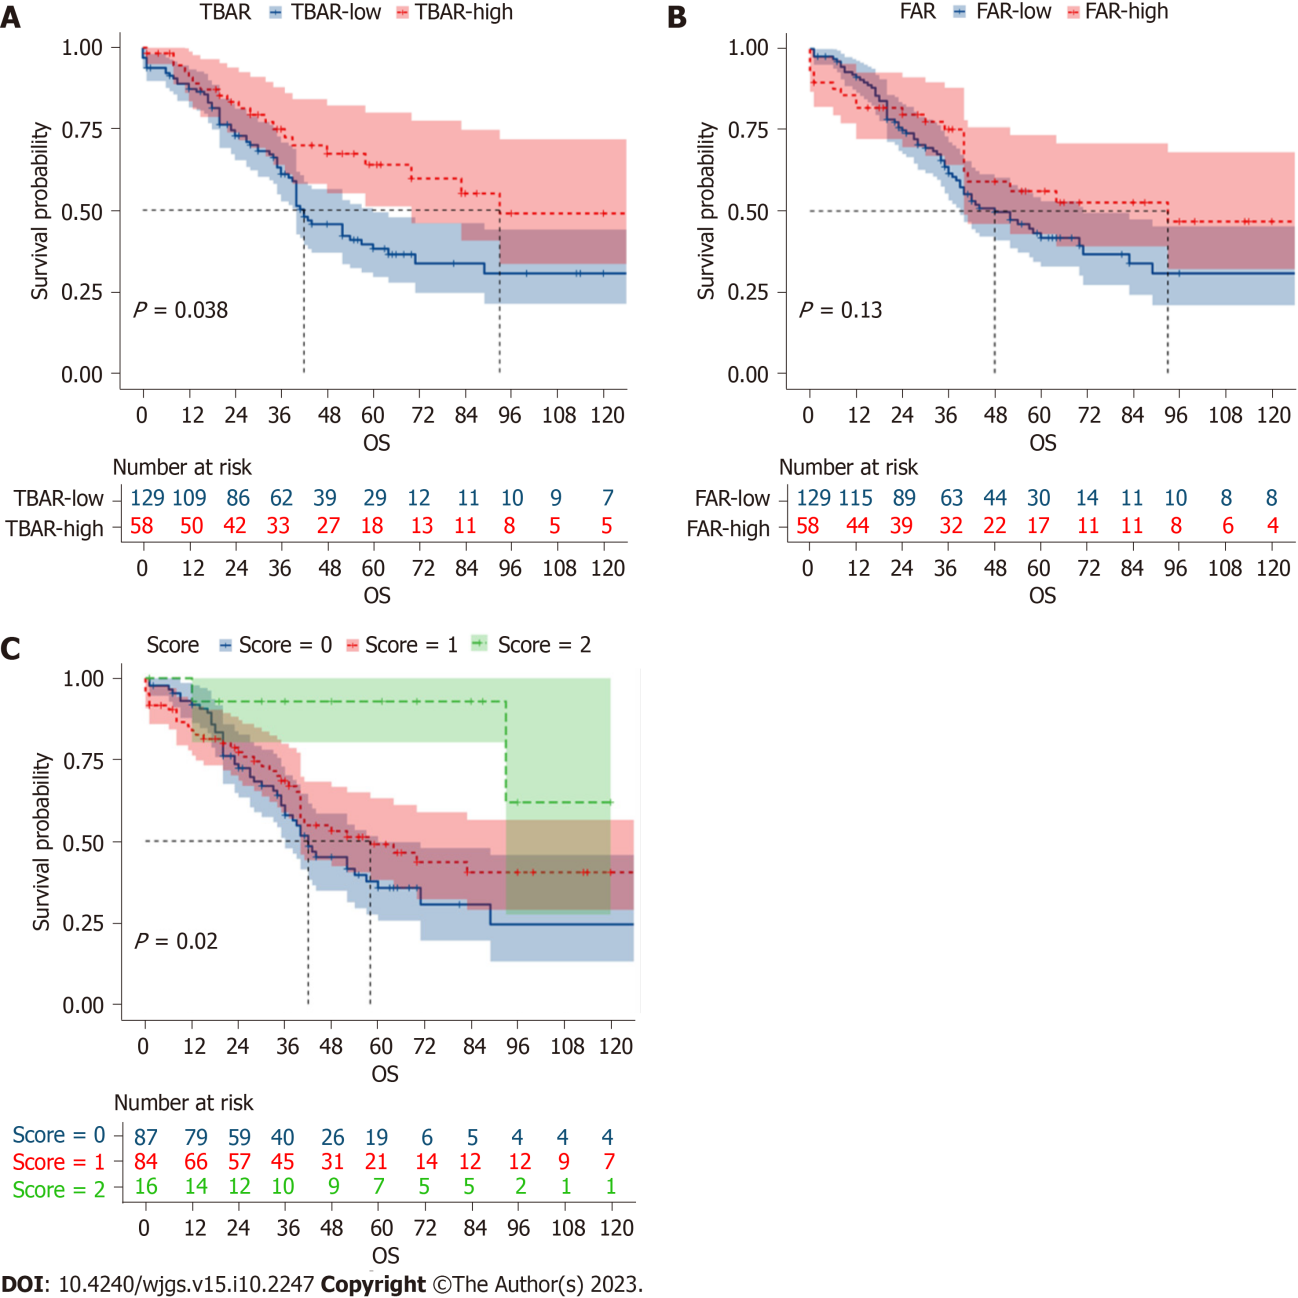 A
TBAR TBAR-low TBAR-high
1.00
0.75
0.50
0.25
0.00
Survival probability
P = 0.038
0 12 24 36 48 60 72 84 96 108 120
OS
Number at risk
TBAR-low 129 109 86 62 39 29 12 11 10 9 7
TBAR-high 58 50 42 33 27 18 13 11 8 5 5
0 12 24 36 48 60 72 84 96 108 120
OS
B
FAR FAR-low FAR-high
1.00
0.75
0.50
0.25
0.00
Survival probability
P = 0.13
0 12 24 36 48 60 72 84 96 108 120
OS
Number at risk
FAR-low 129 115 89 63 44 30 14 11 10 8 8
FAR-high 58 44 39 32 22 17 11 11 8 6 4
0 12 24 36 48 60 72 84 96 108 120
OS
C
Score Score = 0 Score = 1 Score = 2
1.00
0.75
0.50
0.25
0.00
Survival probability
P = 0.02
0 12 24 36 48 60 72 84 96 108 120
OS
Number at risk
Score = 0 87 79 59 40 26 19 6 5 4 4 4
Score = 1 84 66 57 45 31 21 14 12 12 9 7
Score = 2 16 14 12 10 9 7 5 5 2 1 1
0 12 24 36 48 60 72 84 96 108 120
OS
DOI: 10.4240/wjgs.v15.i10.2247 Copyright ©The Author(s) 2023.